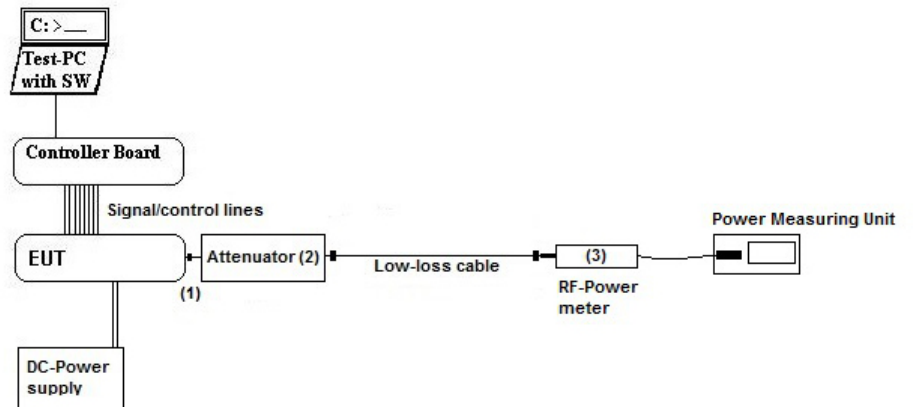 C: >__
Test-PC
with SW
Controller Board
Signal/control lines
EUT
(1)
Attenuator (2)
Low-loss cable
(3)
RF-Power
meter
Power Measuring Unit
DC-Power
supply